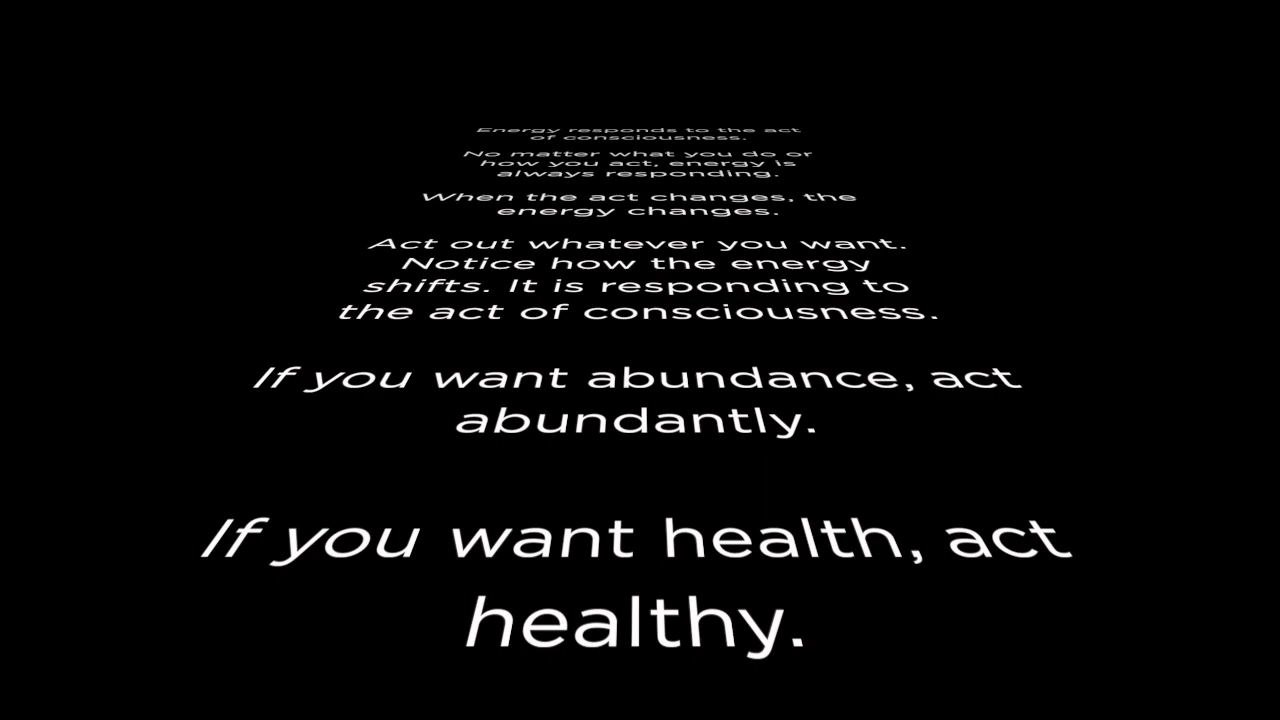 Energy responds to the act
of consciousness.
No matter what you do or
how you act, energy is
always responding.
When the act changes, the
energy changes.
Act out whatever you want.
Notice how the energy
shifts. It is responding to
the act of consciousness.
If you want abundance, act
abundantly.
If you want health, act
healthy.